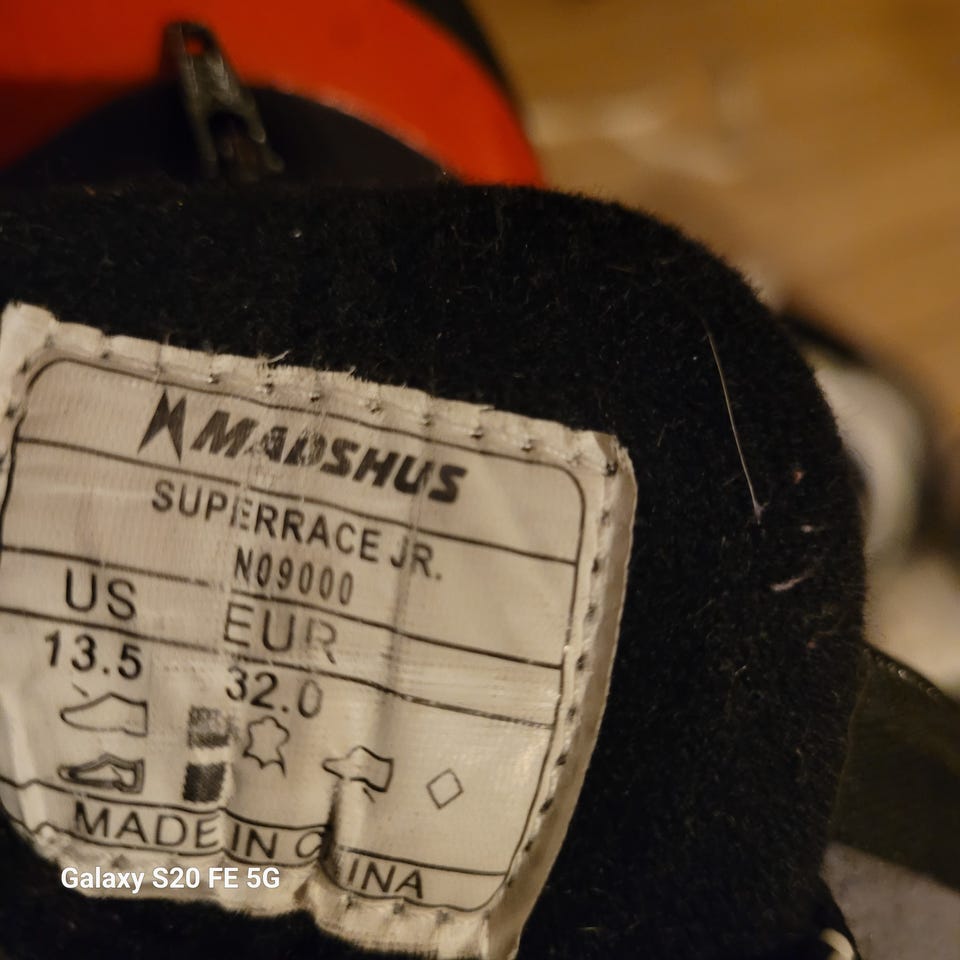 MADSHUS
SUPERRACE JR.
N09000
US EUR
13.5 32.0
MADE IN CHINA
Galaxy S20 FE 5G